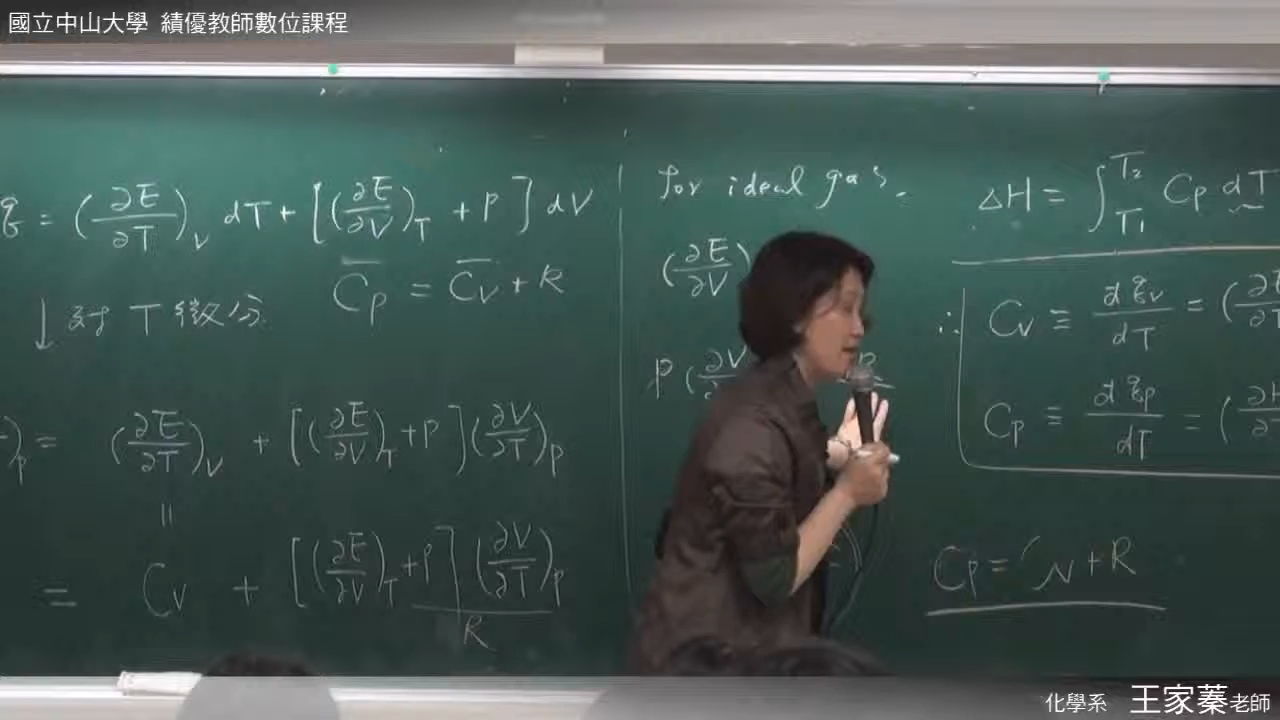 國立中山大學 績優教師數位課程
= (∂E/∂T)_V dT + [(∂E/∂V)_T + P] dV
C̅p = C̅v + R
↓ 對 T 微分
)_P = (∂E/∂T)_V + [(∂E/∂V)_T + P](∂V/∂T)_P
=
= Cv + [(∂E/∂V)_T + P](∂V/∂T)_P
R
for ideal gas.
(∂E/∂V)
P(∂V
ΔH = ∫_T1^T2 Cp dT
∴ Cv ≡ dqv/dT = (
Cp ≡ dqp/dT = (
Cp = Cv + R
化學系 王家蓁老師